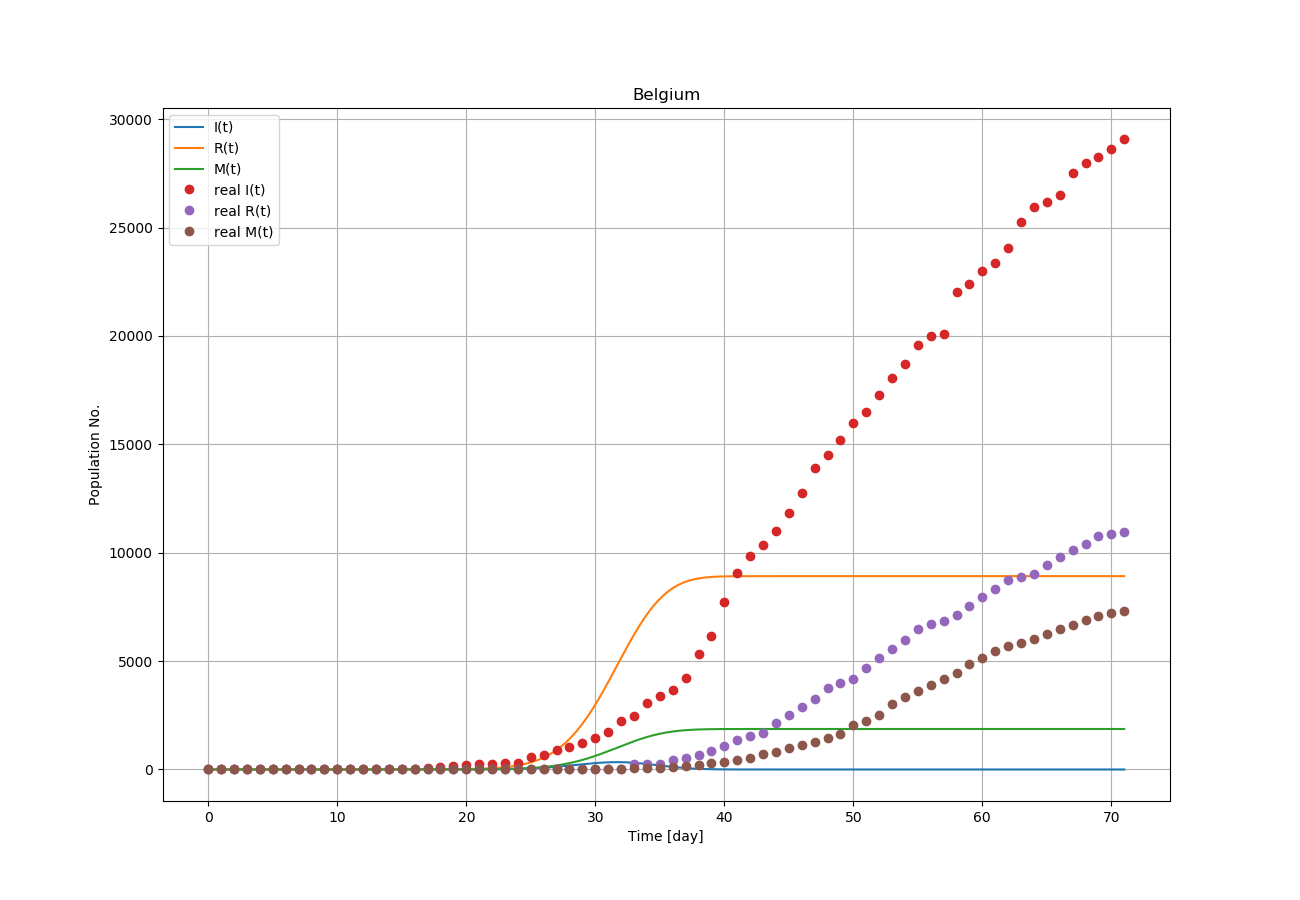 Belgium
I(t)
R(t)
M(t)
real I(t)
real R(t)
real M(t)
30000
25000
20000
15000
10000
5000
0
Population No.
0 10 20 30 40 50 60 70
Time [day]